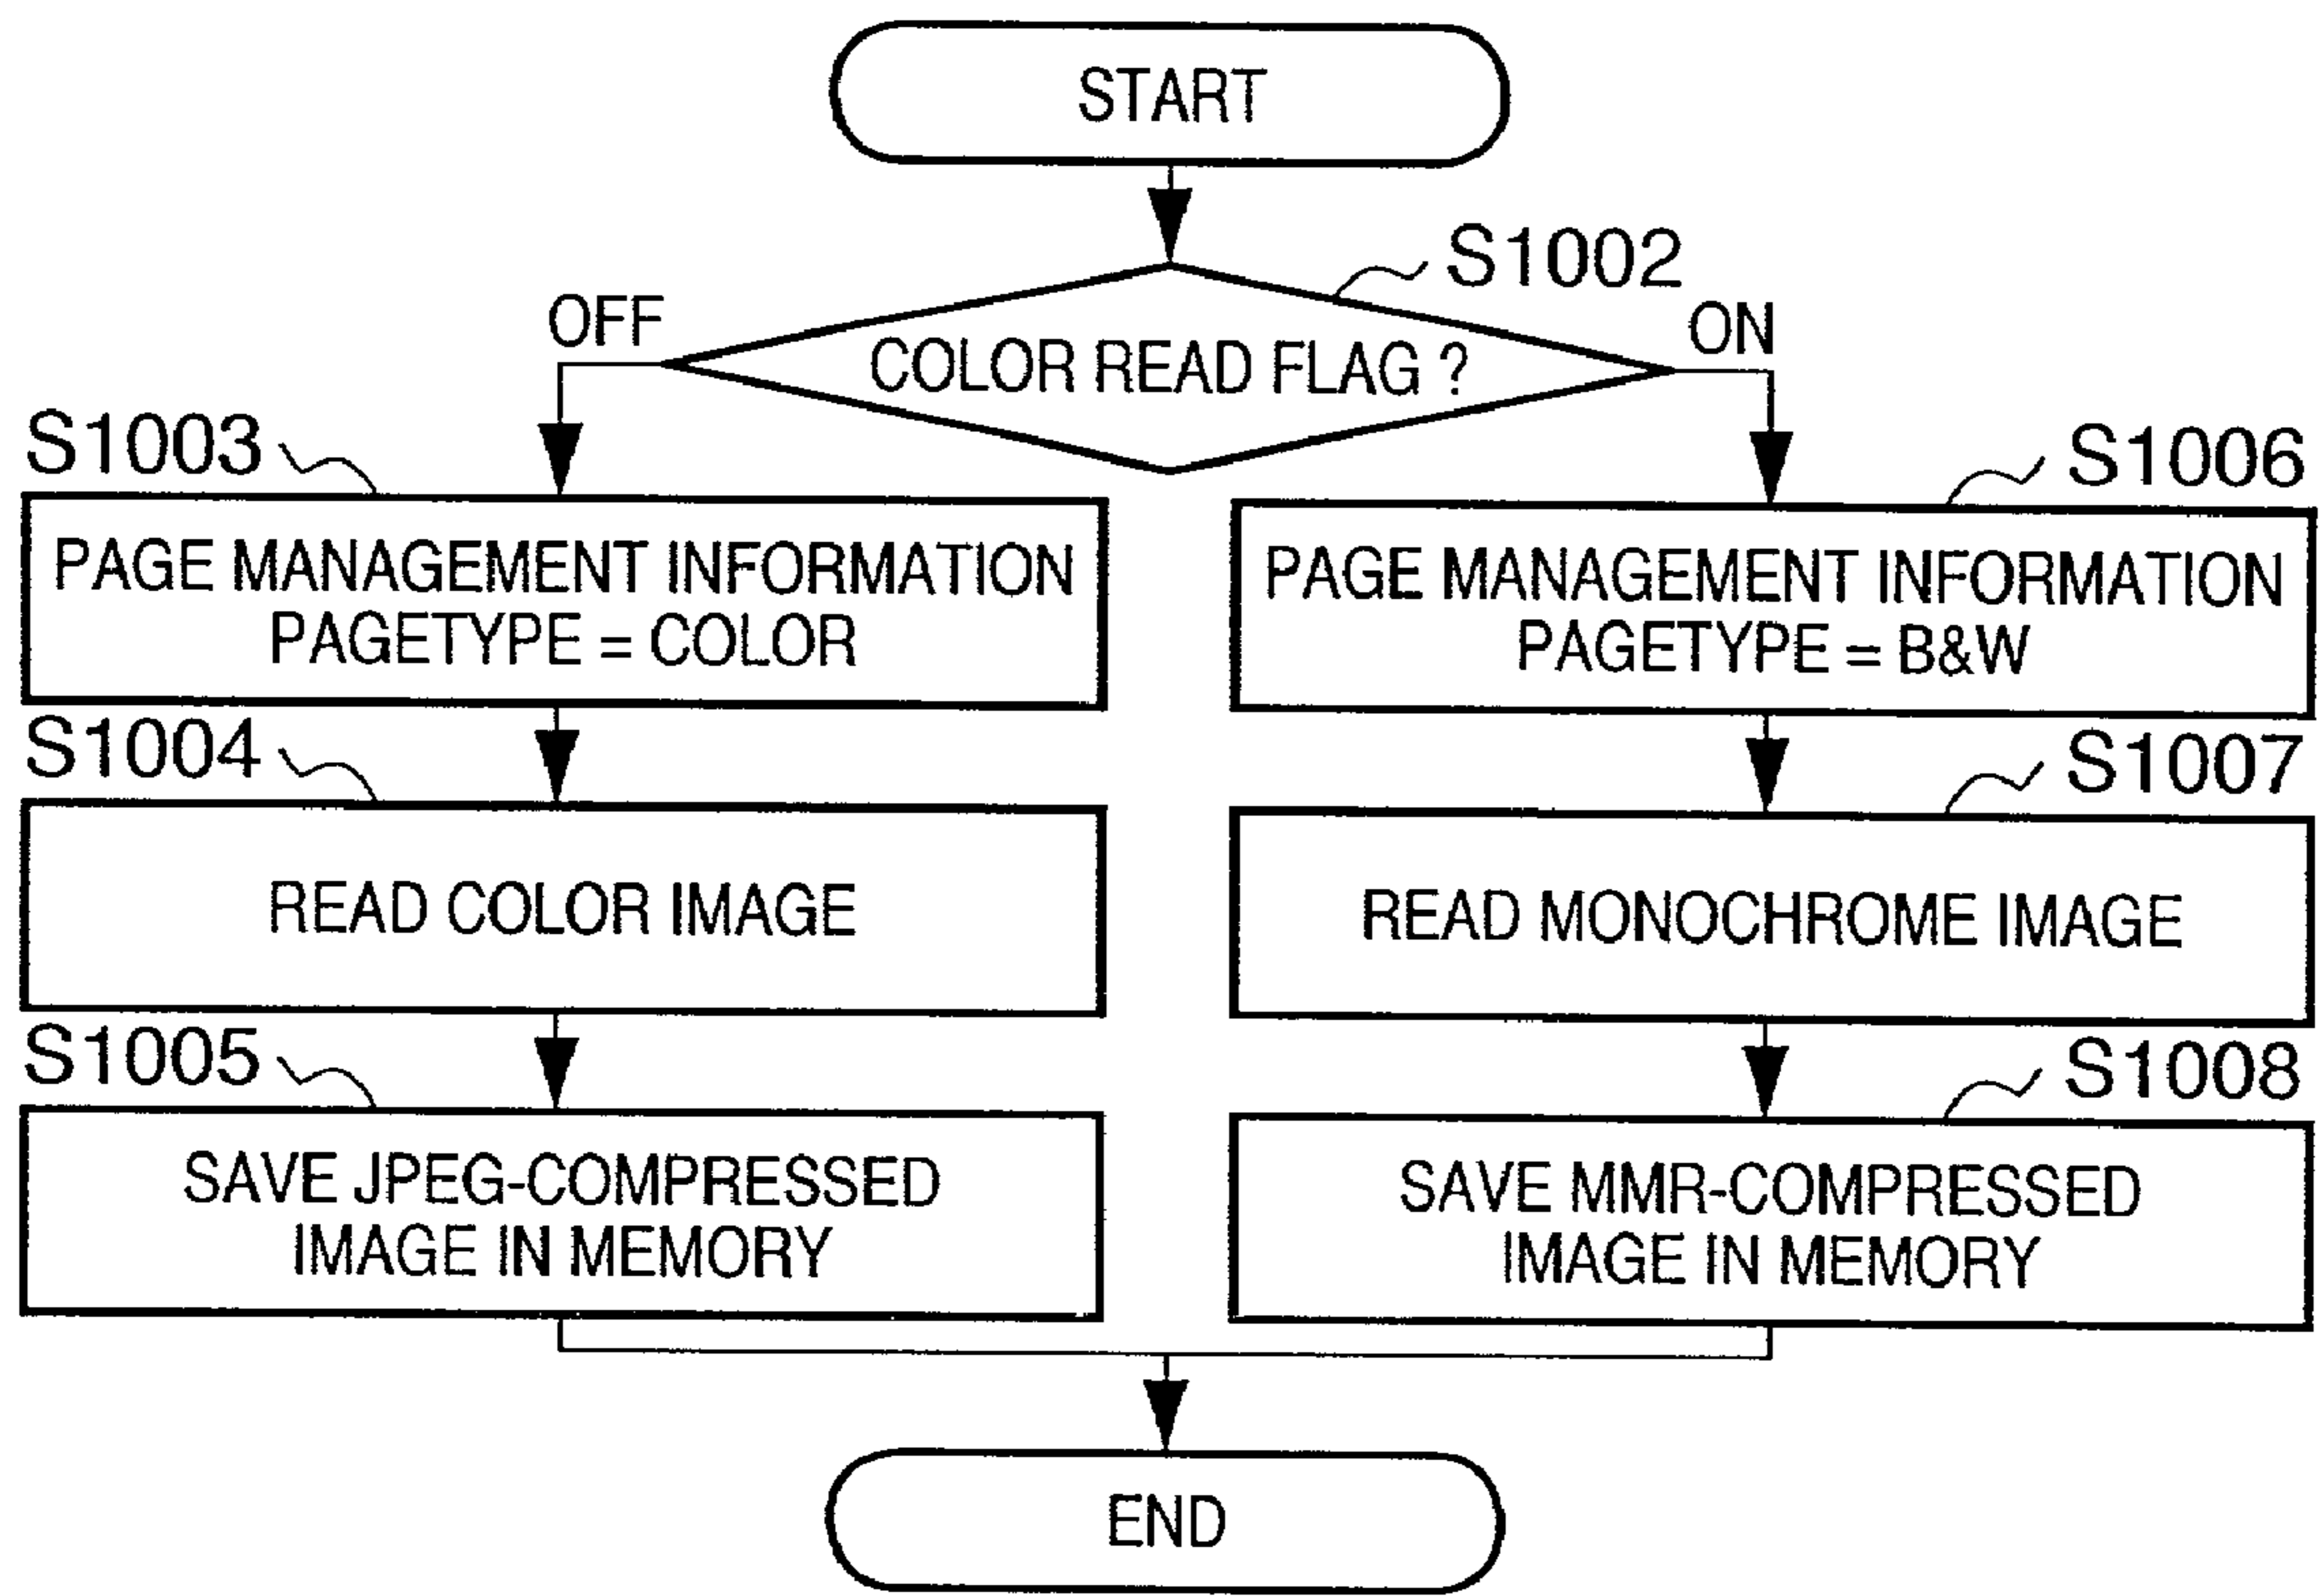 START
S1002
OFF
ON
COLOR READ FLAG ?
S1003
S1006
PAGE MANAGEMENT INFORMATION
PAGETYPE = COLOR
PAGE MANAGEMENT INFORMATION
PAGETYPE = B&W
S1004
S1007
READ COLOR IMAGE
READ MONOCHROME IMAGE
S1005
S1008
SAVE JPEG-COMPRESSED
IMAGE IN MEMORY
SAVE MMR-COMPRESSED
IMAGE IN MEMORY
END